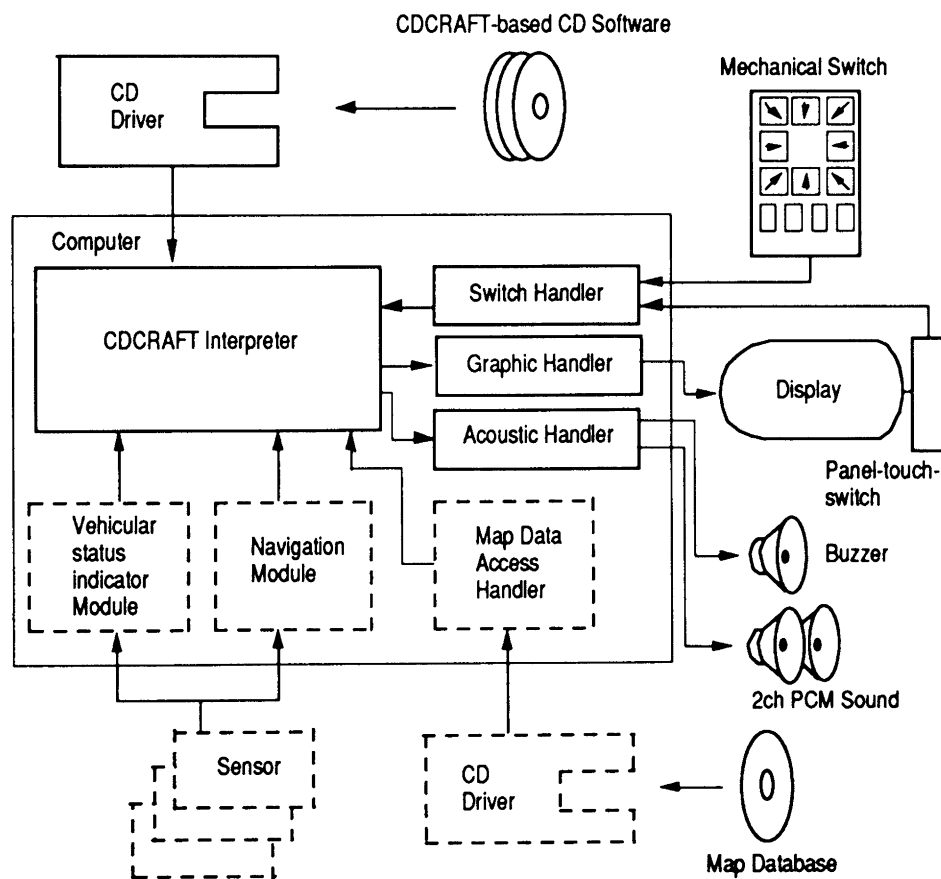 CDCRAFT-based CD Software
Mechanical Switch
CD
Driver
Computer
Switch Handler
CDCRAFT Interpreter
Graphic Handler
Display
Acoustic Handler
Panel-touch-
switch
Vehicular
status
indicator
Module
Navigation
Module
Map Data
Access
Handler
Buzzer
2ch PCM Sound
Sensor
CD
Driver
Map Database